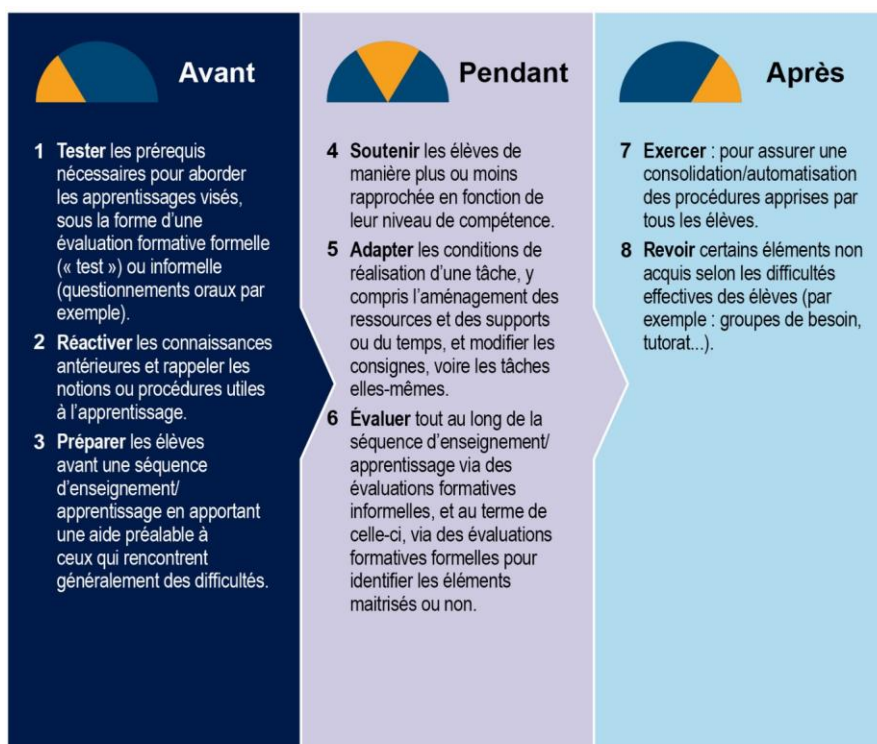 Avant
1 Tester les prérequis
nécessaires pour aborder
les apprentissages visés,
sous la forme d’une
évaluation formative formelle
(« test ») ou informelle
(questionnements oraux par
exemple).
2 Réactiver les connaissances
antérieures et rappeler les
notions ou procédures utiles
à l’apprentissage.
3 Préparer les élèves
avant une séquence
d’enseignement/
apprentissage en apportant
une aide préalable à
ceux qui rencontrent
généralement des difficultés.
Pendant
4 Soutenir les élèves de
manière plus ou moins
rapprochée en fonction de
leur niveau de compétence.
5 Adapter les conditions de
réalisation d’une tâche, y
compris l’aménagement des
ressources et des supports
ou du temps, et modifier les
consignes, voire les tâches
elles-mêmes.
6 Évaluer tout au long de la
séquence d’enseignement/
apprentissage via des
évaluations formatives
informelles, et au terme de
celle-ci, via des évaluations
formatives formelles pour
identifier les éléments
maitrisés ou non.
Après
7 Exercer : pour assurer une
consolidation/automatisation
des procédures apprises par
tous les élèves.
8 Revoir certains éléments non
acquis selon les difficultés
effectives des élèves (par
exemple : groupes de besoin,
tutorat...).